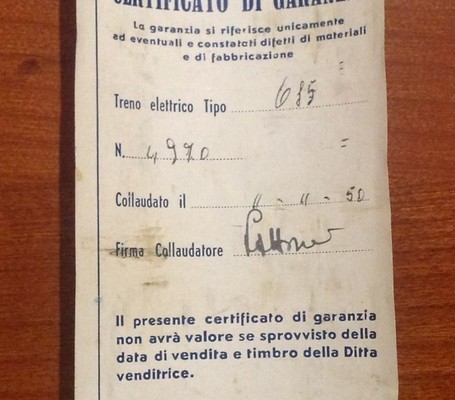 CERTIFICATO DI GARANZI
La garanzia si riferisce unicamente
ad eventuali e constatati difetti di materiali
e di fabbricazione
Treno elettrico Tipo 685 =
N. 4970 =
Collaudato il " - " - 50
Firma Collaudatore
Il presente certificato di garanzia
non avrà valore se sprovvisto della
data di vendita e timbro della Ditta
venditrice.